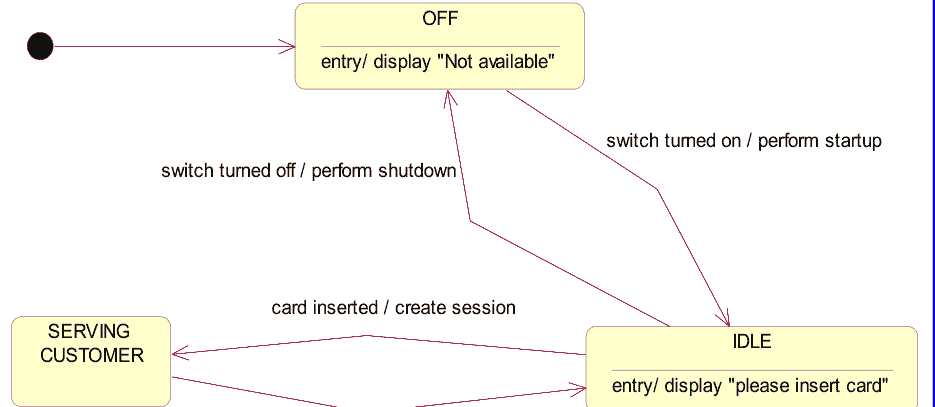 OFF
entry/ display "Not available"
switch turned on / perform startup
switch turned off / perform shutdown
card inserted / create session
SERVING
CUSTOMER
IDLE
entry/ display "please insert card"